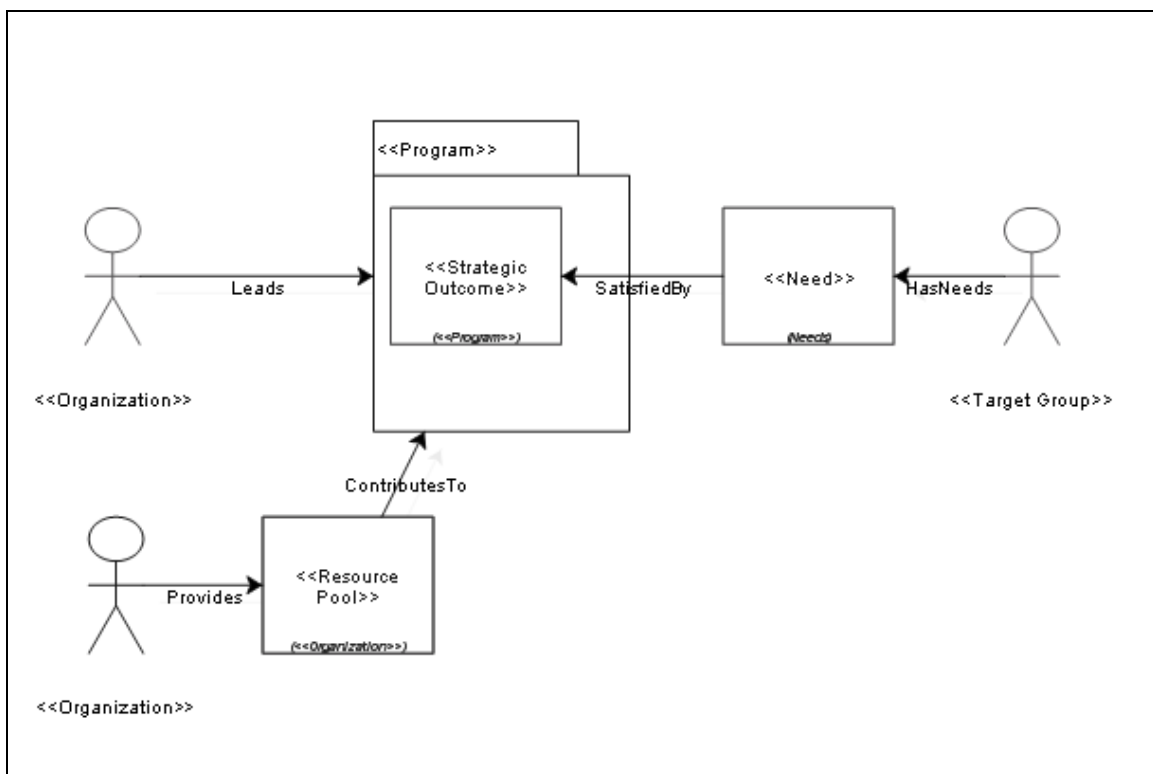 <<Program>>
<<Strategic
Outcome>>
(<<Program>>)
Leads
SatisfiedBy
<<Need>>
(Needs)
HasNeeds
<<Organization>>
<<Target Group>>
ContributesTo
Provides
<<Resource
Pool>>
(<<Organization>>)
<<Organization>>